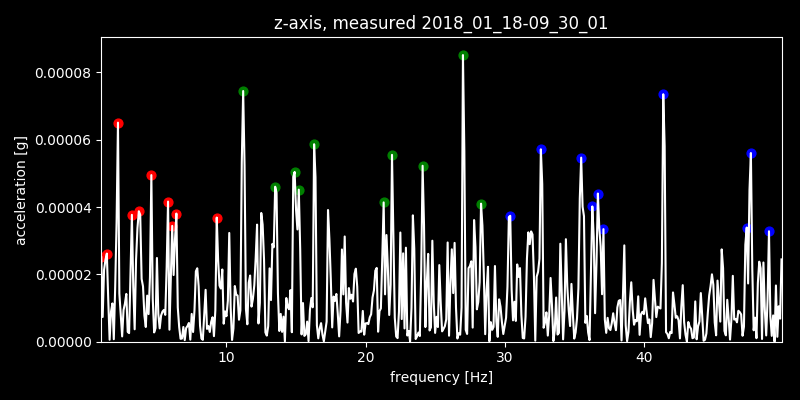 z-axis, measured 2018_01_18-09_30_01
0.00008
0.00006
0.00004
0.00002
0.00000
acceleration [g]
10 20 30 40
frequency [Hz]